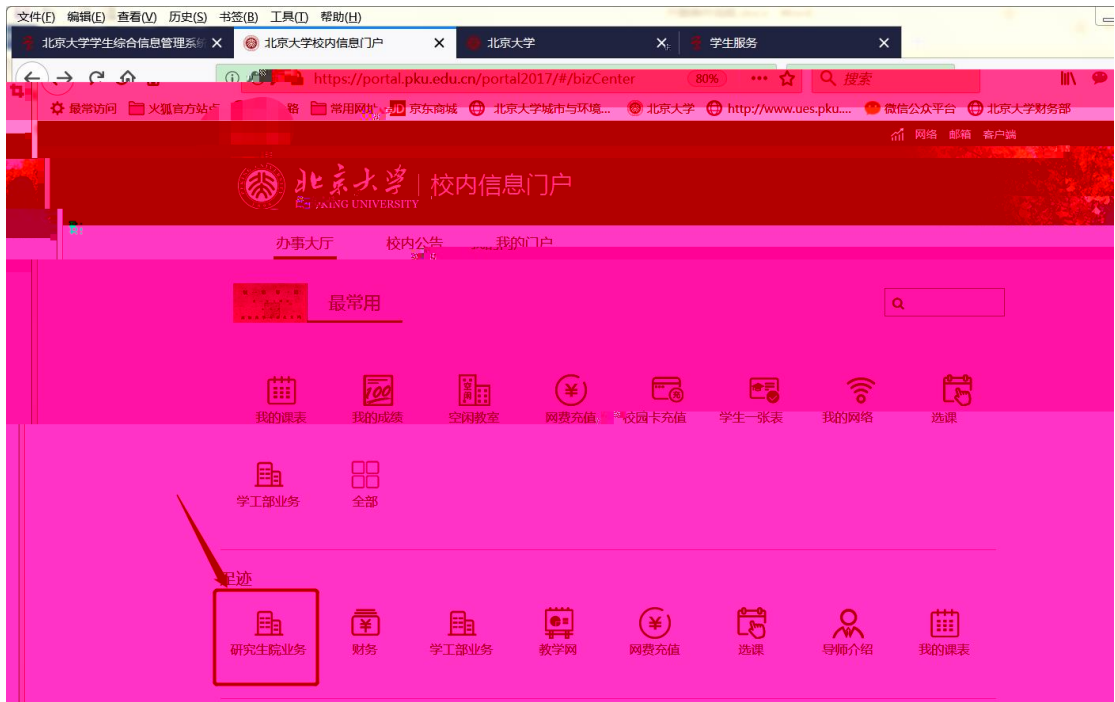 文件(F) 编辑(E) 查看(V) 历史(S) 书签(B) 工具(T) 帮助(H)
北京大学学生综合信息管理系统 北京大学校内信息门户 北京大学 学生服务
https://portal.pku.edu.cn/portal2017/#/bizCenter 80% 搜索
最常访问 火狐官方站点 常用网址 JD 京东商城 北京大学城市与环境... 北京大学 http://www.ues.pku.... 微信公众平台 北京大学财务部
网络 邮箱 客户端
北京大学 校内信息门户
PEKING UNIVERSITY
办事大厅 校内公告 我的门户
最常用
我的课表 我的成绩 空闲教室 网费充值 校园卡充值 学生一张表 我的网络 选课
学工部业务 全部
足迹
研究生院业务 财务 学工部业务 教学网 网费充值 选课 导师介绍 我的课表